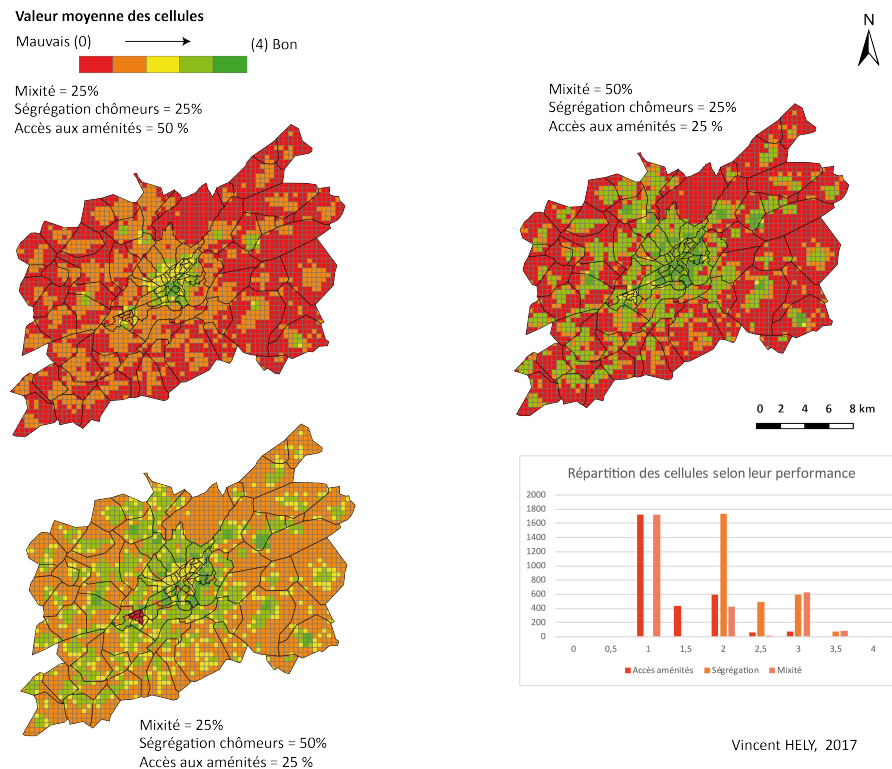 Valeur moyenne des cellules
Mauvais (0)
(4) Bon
Mixité = 25%
Ségrégation chômeurs = 25%
Accès aux aménités = 50 %
N
Mixité = 50%
Ségrégation chômeurs = 25%
Accès aux aménités = 25 %
0 2 4 6 8 km
Répartition des cellules selon leur performance
2000
1800
1600
1400
1200
1000
800
600
400
200
0
0 0,5 1 1,5 2 2,5 3 3,5 4
Accès aménités Ségrégation Mixité
Mixité = 25%
Ségrégation chômeurs = 50%
Accès aux aménités = 25 %
Vincent HELY, 2017